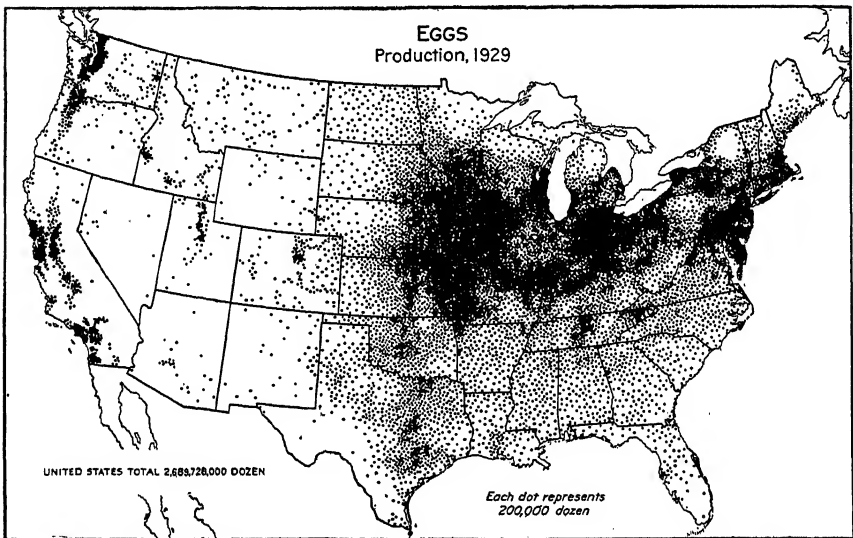 EGGS
Production, 1929
UNITED STATES TOTAL 2,689,728,000 DOZEN
Each dot represents
200,000 dozen